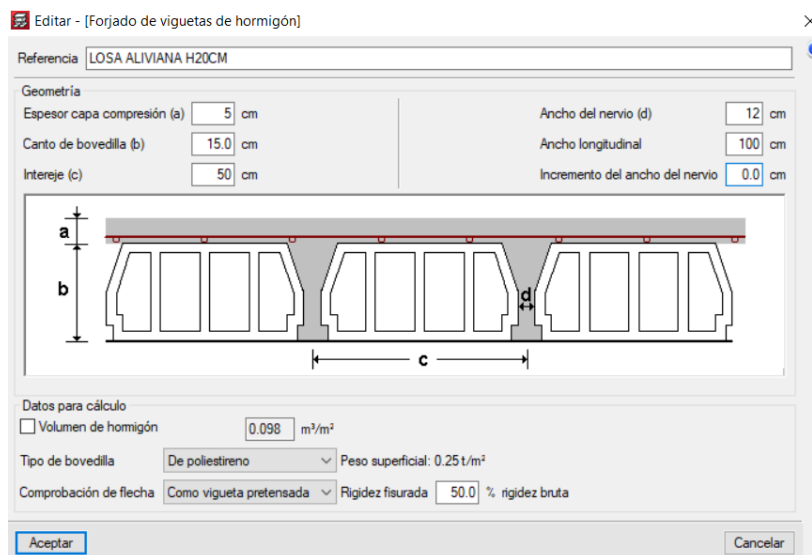 Editar - [Forjado de viguetas de hormigón]
Referencia LOSA ALIVIANA H20CM
Geometría
Espesor capa compresión (a) 5 cm Ancho del nervio (d) 12 cm
Canto de bovedilla (b) 15.0 cm Ancho longitudinal 100 cm
Intereje (c) 50 cm Incremento del ancho del nervio 0.0 cm
a
b
d
c
Datos para cálculo
Volumen de hormigón 0.098 m³/m²
Tipo de bovedilla De poliestireno Peso superficial: 0.25 t/m²
Comprobación de flecha Como vigueta pretensada Rigidez fisurada 50.0 % rigidez bruta
Aceptar Cancelar